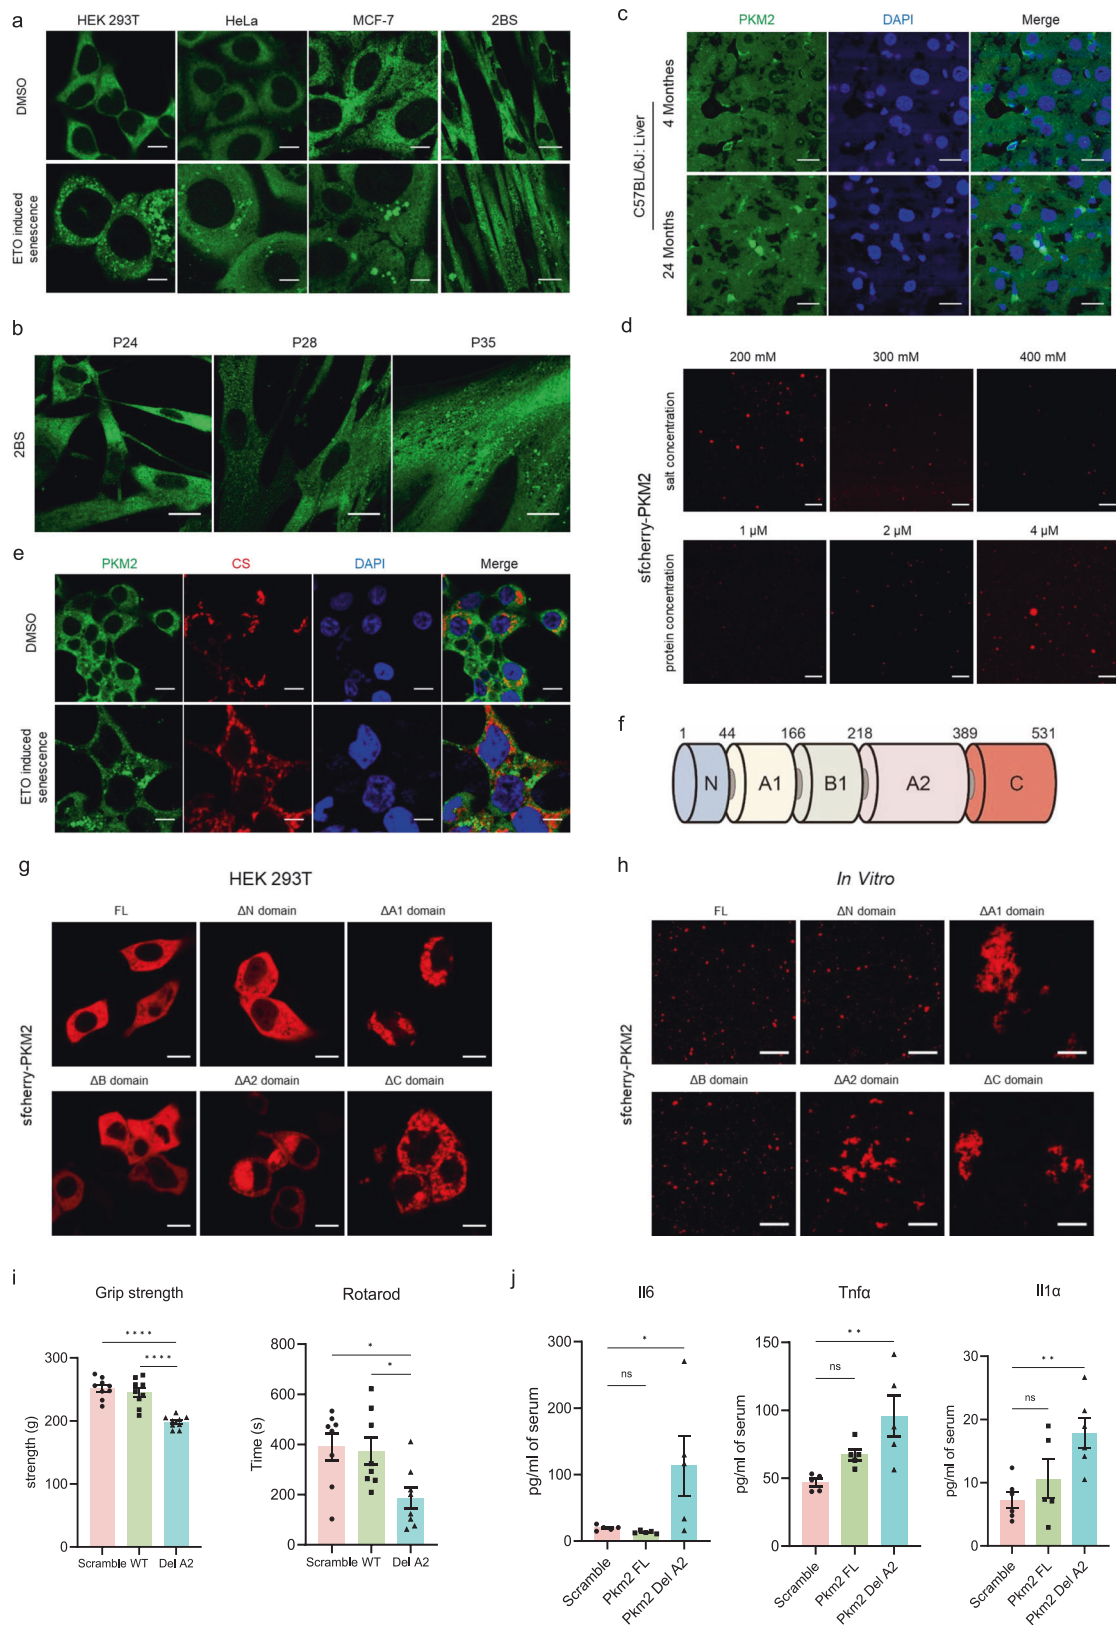 a
HEK 293T
HeLa
MCF-7
2BS
DMSO
ETO induced
senescence
b
P24
P28
P35
2BS
c
PKM2
DAPI
Merge
C57BL/6J: Liver
4 Monthes
24 Months
d
200 mM
300 mM
400 mM
salt concentration
1 μM
2 μM
4 μM
protein concentration
sfcherry-PKM2
e
PKM2
CS
DAPI
Merge
DMSO
ETO induced
senescence
f
1 44 166 218 389 531
N A1 B1 A2 C
g
HEK 293T
FL
ΔN domain
ΔA1 domain
ΔB domain
ΔA2 domain
ΔC domain
sfcherry-PKM2
h
In Vitro
FL
ΔN domain
ΔA1 domain
ΔB domain
ΔA2 domain
ΔC domain
sfcherry-PKM2
i
Grip strength
****
****
300
200
100
0
strength (g)
Scramble WT Del A2
Rotarod
*
*
800
600
400
200
0
Time (s)
Scramble WT Del A2
j
Il6
*
ns
300
200
100
0
pg/ml of serum
Scramble
Pkm2 FL
Pkm2 Del A2
Tnfα
**
ns
150
100
50
0
pg/ml of serum
Scramble
Pkm2 FL
Pkm2 Del A2
Il1α
**
ns
30
20
10
0
pg/ml of serum
Scramble
Pkm2 FL
Pkm2 Del A2